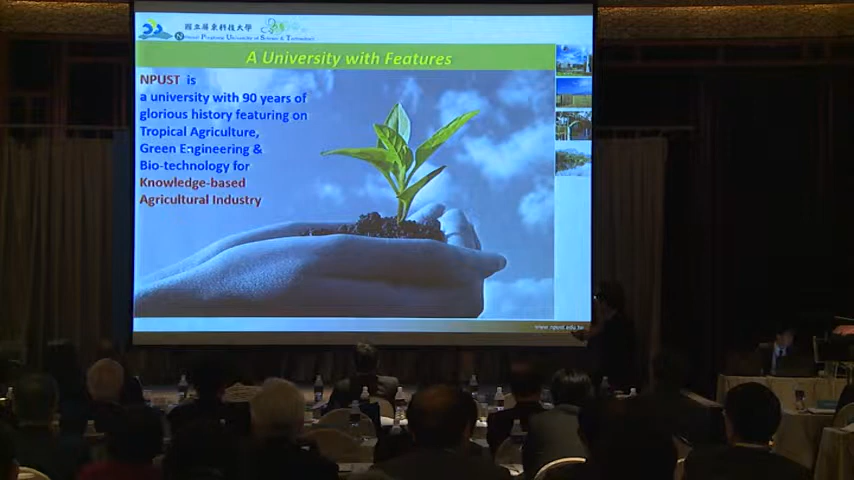 國立屏東科技大學
National Pingtung University of Science & Technology
A University with Features
NPUST is
a university with 90 years of
glorious history featuring on
Tropical Agriculture,
Green Engineering &
Bio-technology for
Knowledge-based
Agricultural Industry
www.npust.edu.tw